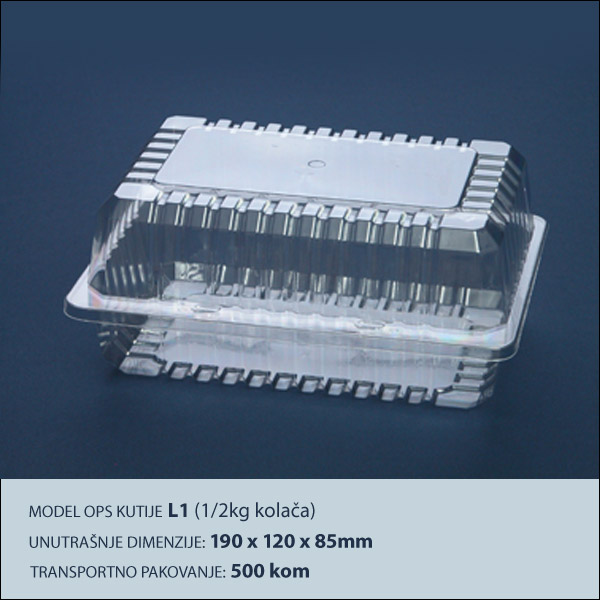 MODEL OPS KUTIJE L1 (1/2kg kolača)
UNUTRAŠNJE DIMENZIJE: 190 x 120 x 85mm
TRANSPORTNO PAKOVANJE: 500 kom